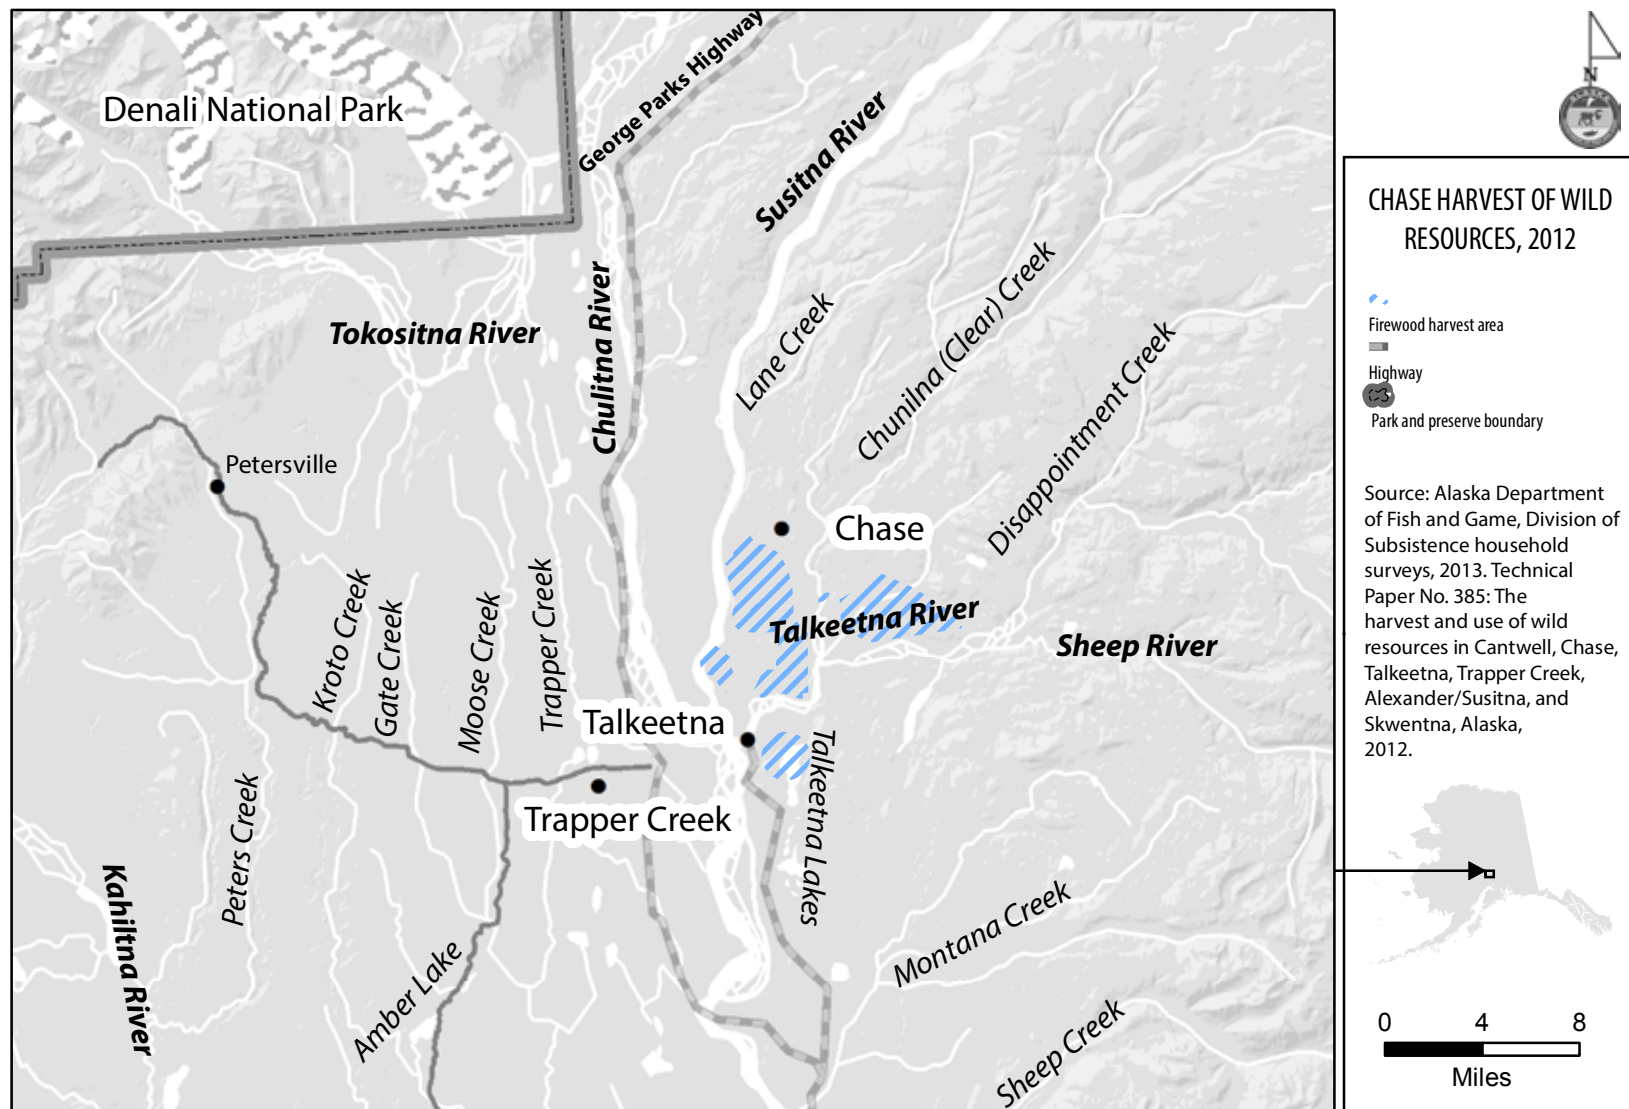 Denali National Park
George Parks Highway
Susitna River
Tokositna River
Chulitna River
Lane Creek
Chunilna (Clear) Creek
Disappointment Creek
Petersville
Chase
Kroto Creek
Gate Creek
Moose Creek
Trapper Creek
Talkeetna River
Sheep River
Talkeetna
Trapper Creek
Talkeetna Lakes
Peters Creek
Kahiltna River
Amber Lake
Montana Creek
Sheep Creek
N
CHASE HARVEST OF WILD
RESOURCES, 2012
Firewood harvest area
Highway
Park and preserve boundary
Source: Alaska Department
of Fish and Game, Division of
Subsistence household
surveys, 2013. Technical
Paper No. 385: The
harvest and use of wild
resources in Cantwell, Chase,
Talkeetna, Trapper Creek,
Alexander/Susitna, and
Skwentna, Alaska,
2012.
0 4 8
Miles